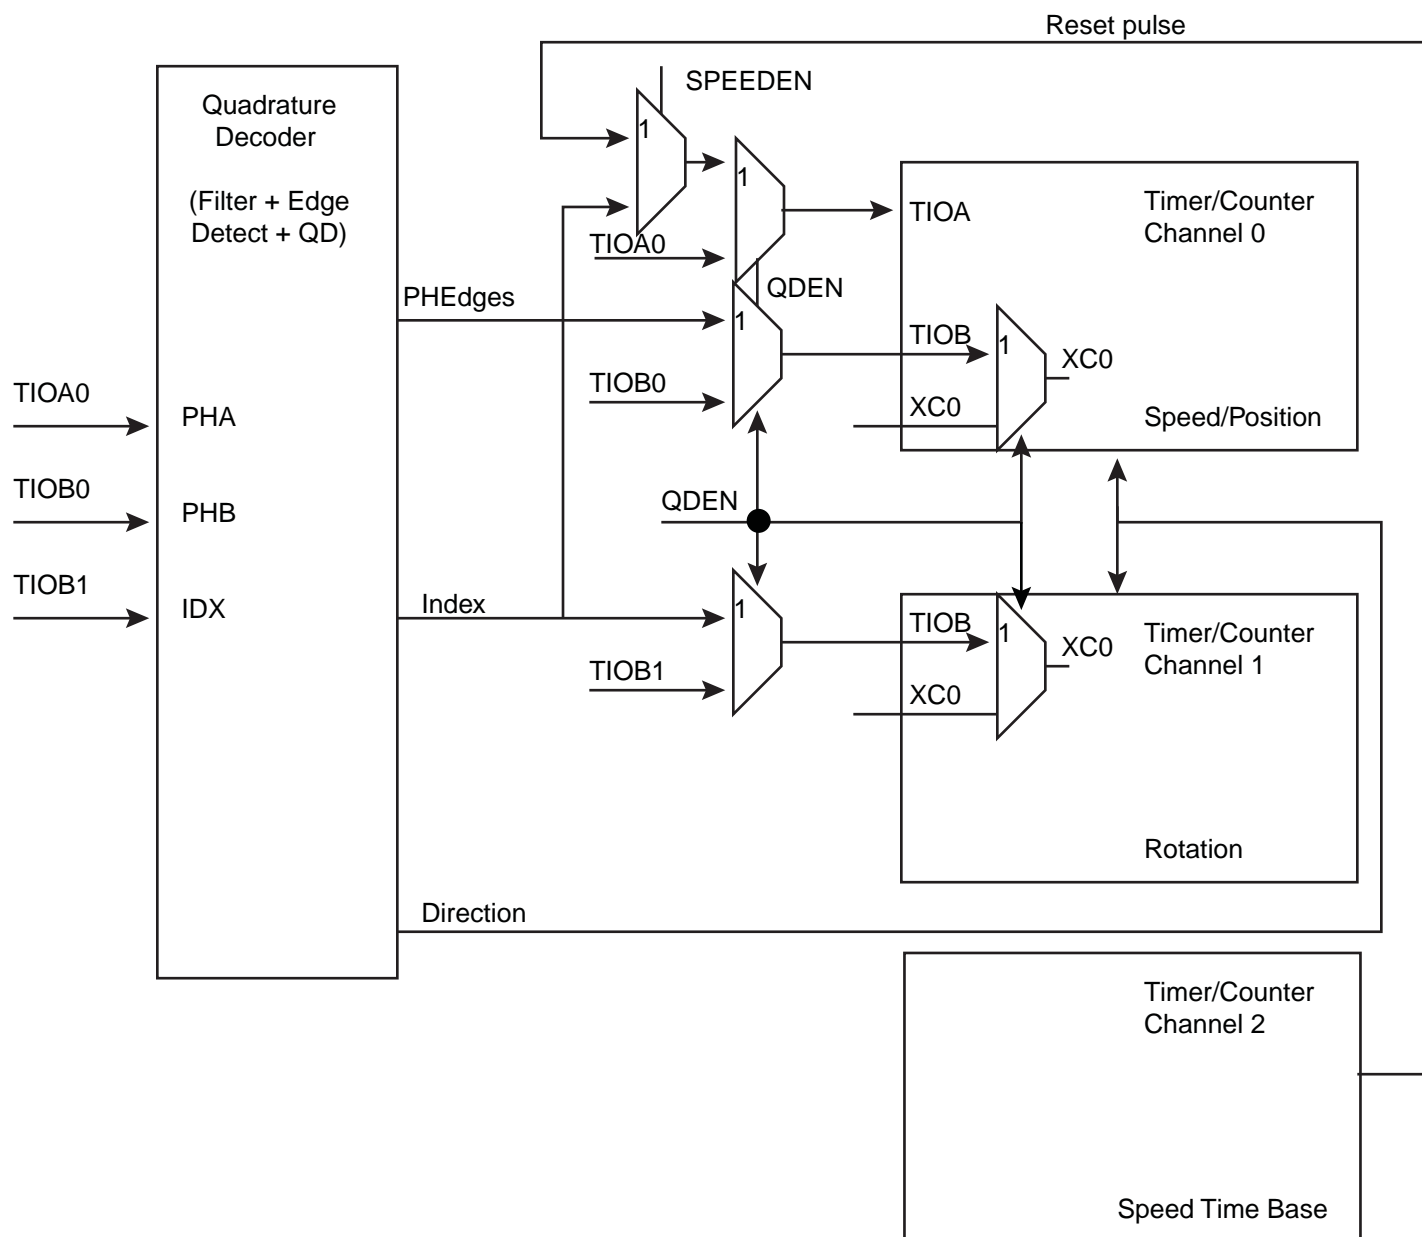 Reset pulse
SPEEDEN
Quadrature
Decoder
(Filter + Edge
Detect + QD)
1
1
TIOA
Timer/Counter
Channel 0
TIOA0
PHEdges
QDEN
1
TIOB
1
XC0
TIOB0
XC0
Speed/Position
TIOA0
PHA
TIOB0
PHB
QDEN
TIOB1
IDX
Index
1
TIOB
1
XC0
Timer/Counter
Channel 1
TIOB1
XC0
Rotation
Direction
Timer/Counter
Channel 2
Speed Time Base